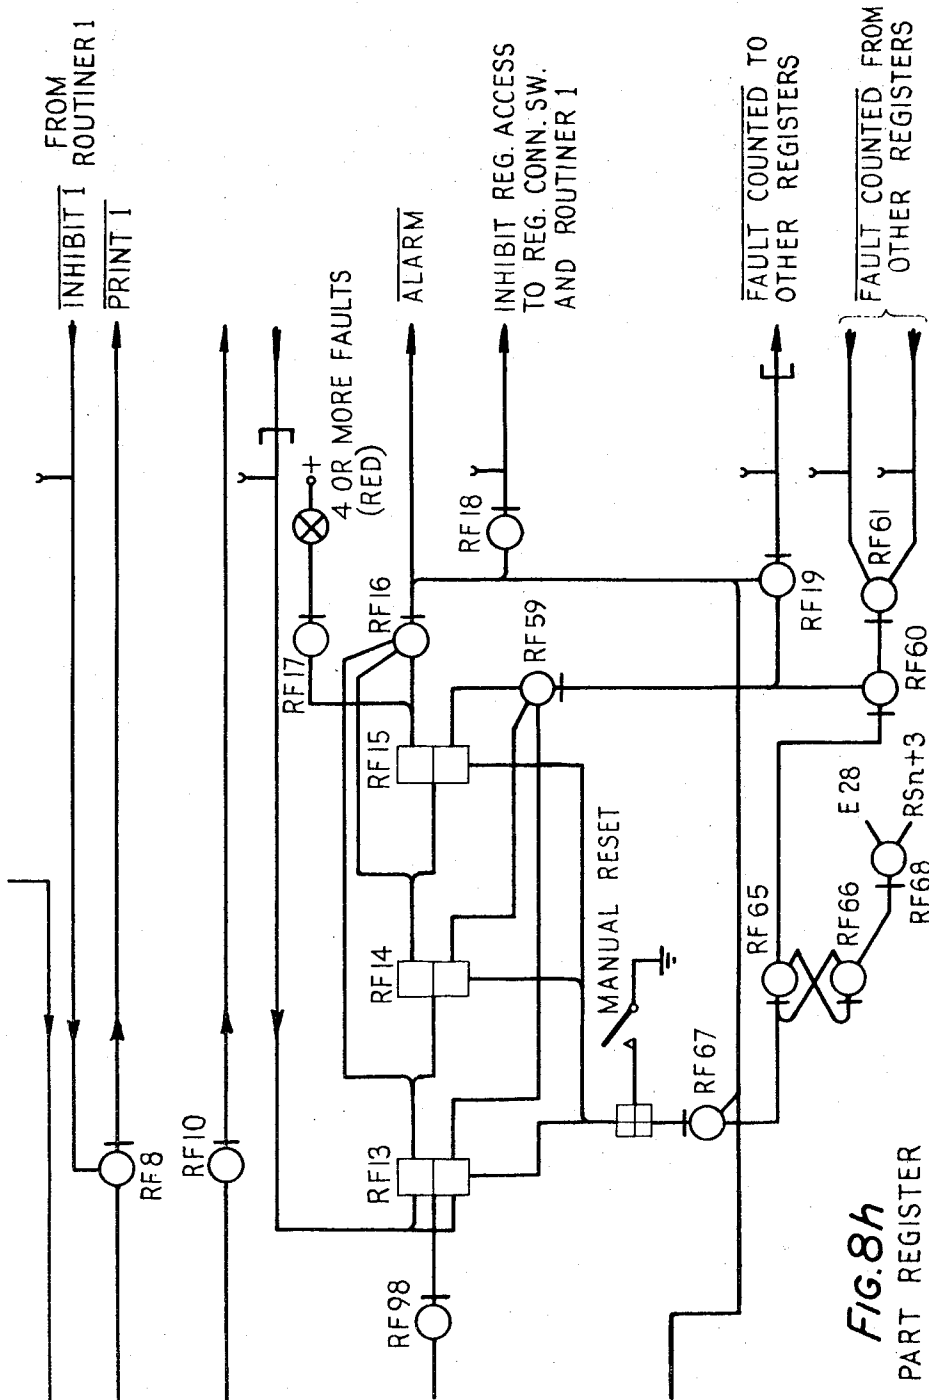 FROM
ROUTINER 1
INHIBIT 1
PRINT 1
ALARM
INHIBIT REG. ACCESS
TO REG. CONN. SW.
AND ROUTINER 1
FAULT COUNTED TO
OTHER REGISTERS
FAULT COUNTED FROM
OTHER REGISTERS
+
4 OR MORE FAULTS
(RED)
RF8
RF10
RF17
RF16
RF18
RF15
RF59
RF19
RF61
RF60
RF14
RF13
RF98
MANUAL RESET
RF67
RF65
RF66
RF68
E28
RSn+3
FIG.8h
PART REGISTER